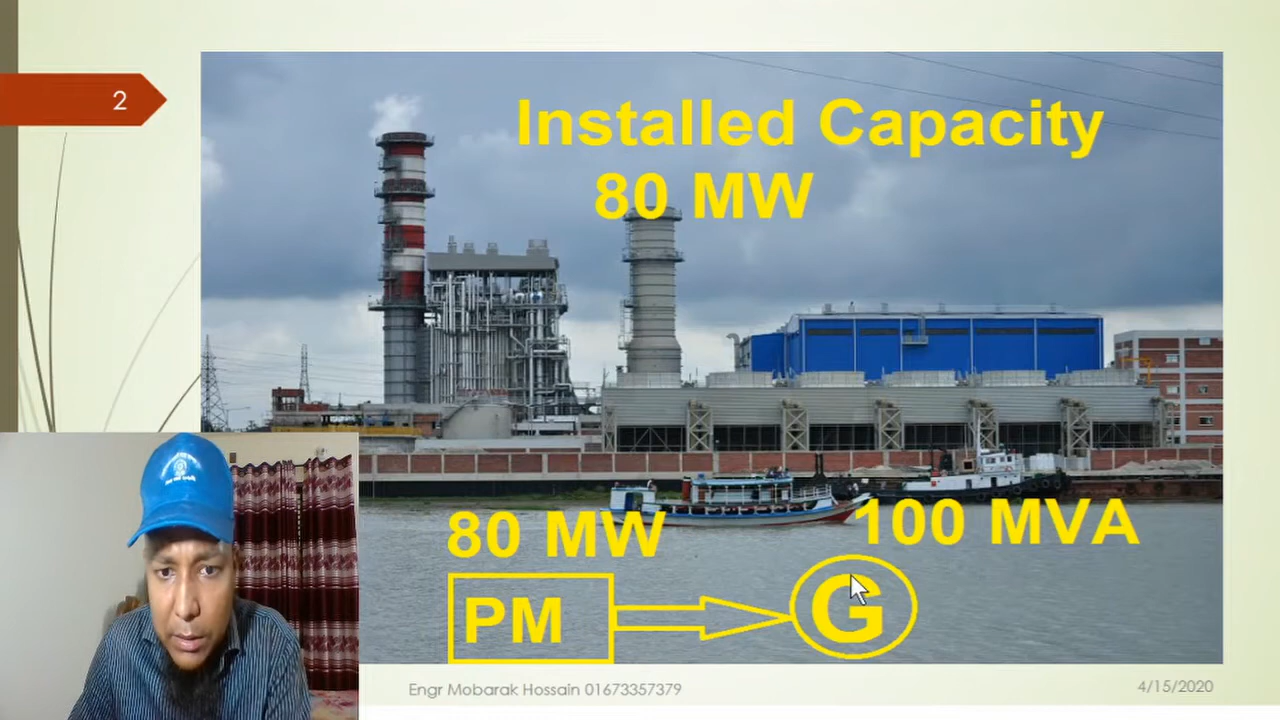 2
Installed Capacity
80 MW
80 MW
100 MVA
PM
G
Engr Mobarak Hossain 01673357379
4/15/2020